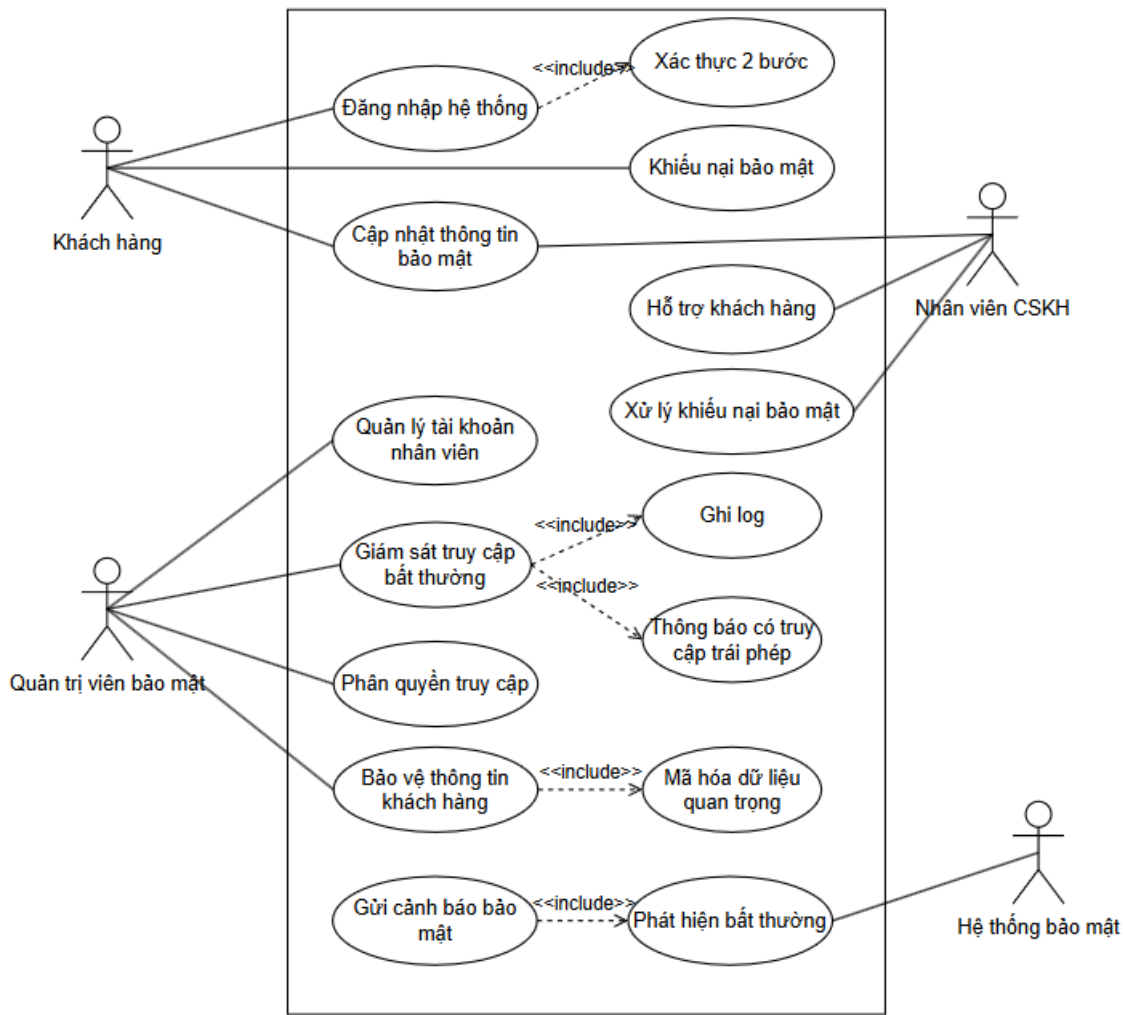 Xác thực 2 bước
<<include>>
Đăng nhập hệ thống
Khiếu nại bảo mật
Khách hàng
Cập nhật thông tin
bảo mật
Hỗ trợ khách hàng
Nhân viên CSKH
Xử lý khiếu nại bảo mật
Quản lý tài khoản
nhân viên
Ghi log
<<include>>
Giám sát truy cập
bất thường
<<include>>
Thông báo có truy
cập trái phép
Quản trị viên bảo mật
Phân quyền truy cập
Bảo vệ thông tin
khách hàng
<<include>>
Mã hóa dữ liệu
quan trọng
Gửi cảnh báo bảo
mật
<<include>>
Phát hiện bất thường
Hệ thống bảo mật